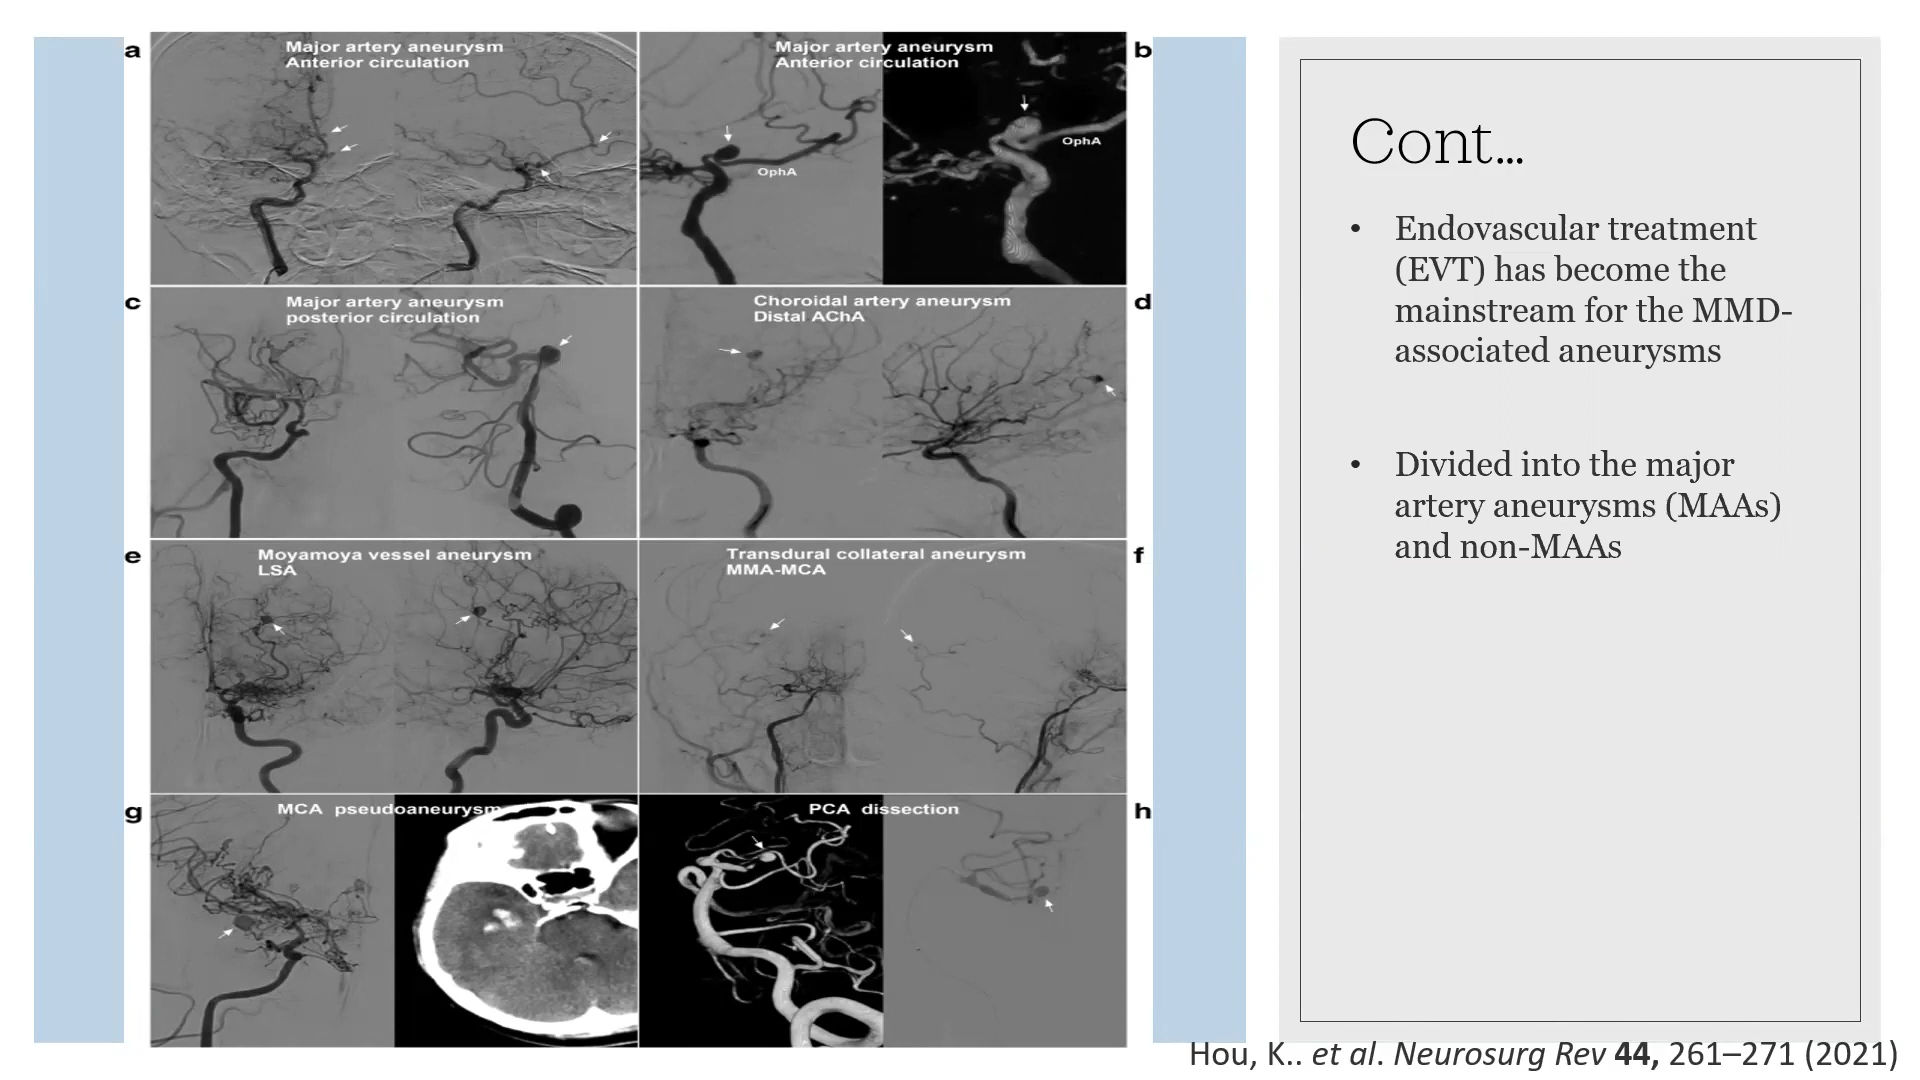 a
Major artery aneurysm
Anterior circulation
Major artery aneurysm
Anterior circulation
b
OphA
OphA
c
Major artery aneurysm
posterior circulation
Choroidal artery aneurysm
Distal AChA
d
e
Moyamoya vessel aneurysm
LSA
Transdural collateral aneurysm
MMA-MCA
f
g
MCA pseudoaneurysm
PCA dissection
h
Cont...
• Endovascular treatment
(EVT) has become the
mainstream for the MMD-
associated aneurysms
• Divided into the major
artery aneurysms (MAAs)
and non-MAAs
Hou, K.. et al. Neurosurg Rev 44, 261–271 (2021)